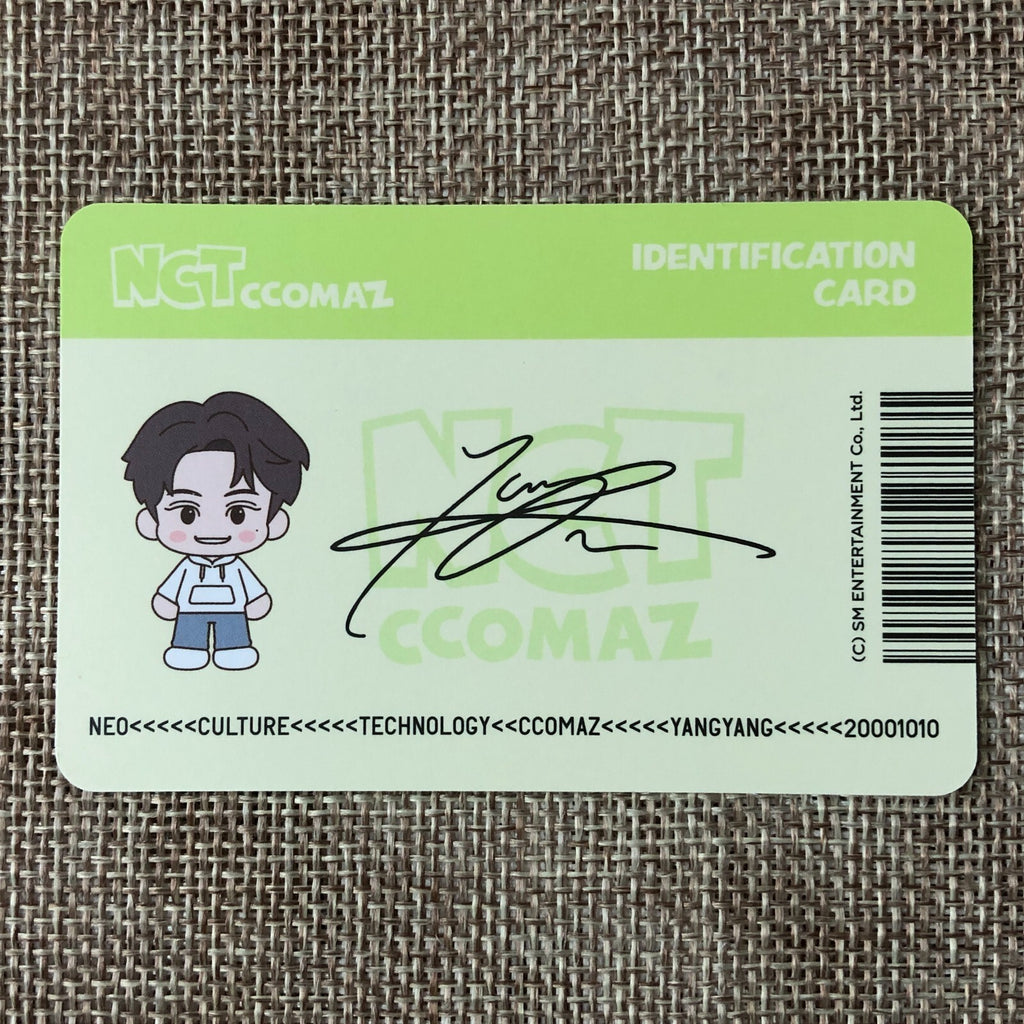 NCT CCOMAZ
IDENTIFICATION
CARD
NCT
CCOMAZ
(C) SM ENTERTAINMENT Co., Ltd.
NEO<<<<<CULTURE<<<<<TECHNOLOGY<<CCOMAZ<<<<<YANGYANG<<<<<20001010